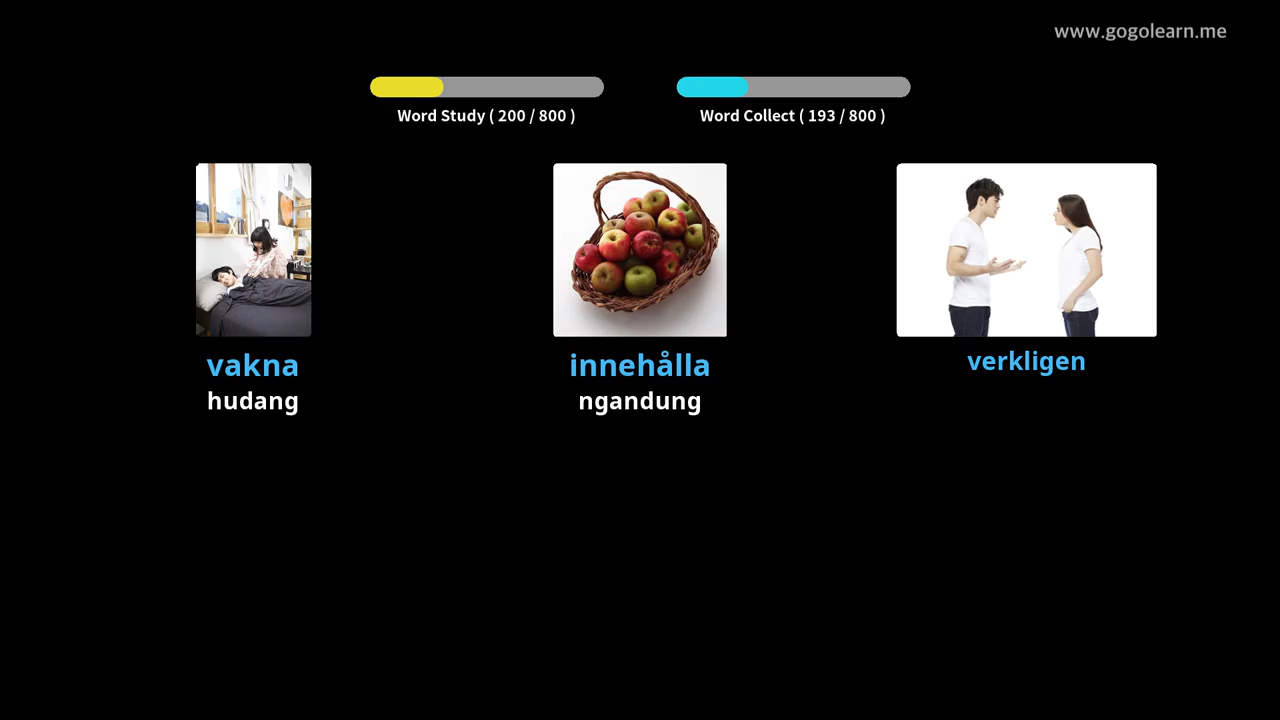 www.gogolearn.me
Word Study ( 200 / 800 )
Word Collect ( 193 / 800 )
vakna
hudang
innehålla
ngandung
verkligen